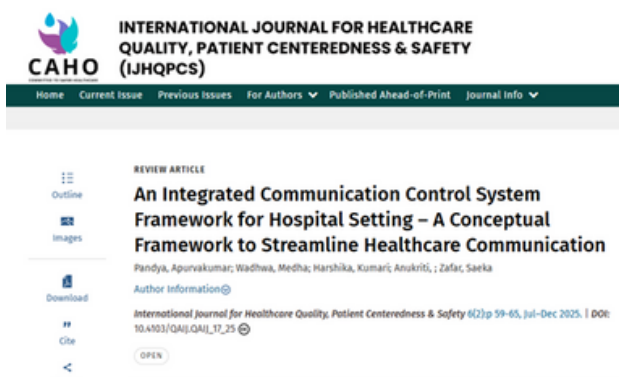 INTERNATIONAL JOURNAL FOR HEALTHCARE
QUALITY, PATIENT CENTEREDNESS & SAFETY
(IJHQPCS)
CAHO
Home Current Issue Previous Issues For Authors Published Ahead-of-Print Journal Info
REVIEW ARTICLE
An Integrated Communication Control System
Framework for Hospital Setting – A Conceptual
Framework to Streamline Healthcare Communication
Pandya, Apurvakumar; Wadhwa, Medha; Harshika, Kumari; Anukriti, ; Zafar, Saeka
Author Information
International Journal for Healthcare Quality, Patient Centeredness & Safety 6(2):p 59-65, Jul–Dec 2025. | DOI:
10.4103/QAIJ.QAIJ_17_25
OPEN
Outline
Images
Download
Cite